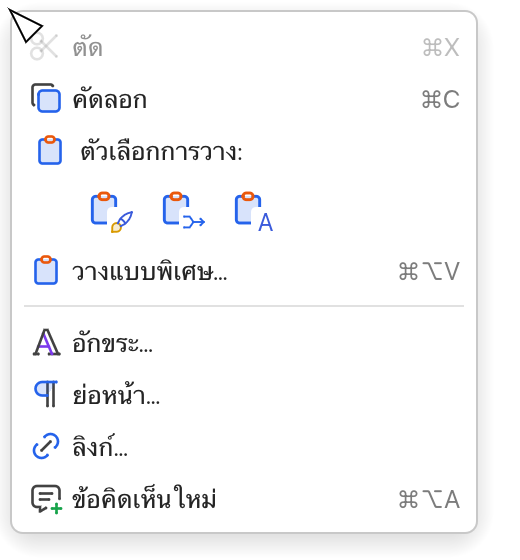 ตัด ⌘X
คัดลอก ⌘C
ตัวเลือกการวาง:
A
วางแบบพิเศษ... ⌘⌥V
อักขระ...
ย่อหน้า...
ลิงก์...
ข้อคิดเห็นใหม่ ⌘⌥A